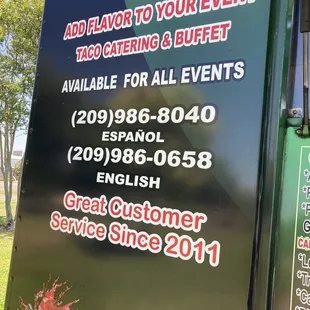 ADD FLAVOR TO YOUR EVENT
TACO CATERING & BUFFET
AVAILABLE FOR ALL EVENTS
(209)986-8040
ESPAÑOL
(209)986-0658
ENGLISH
Great Customer
Service Since 2011